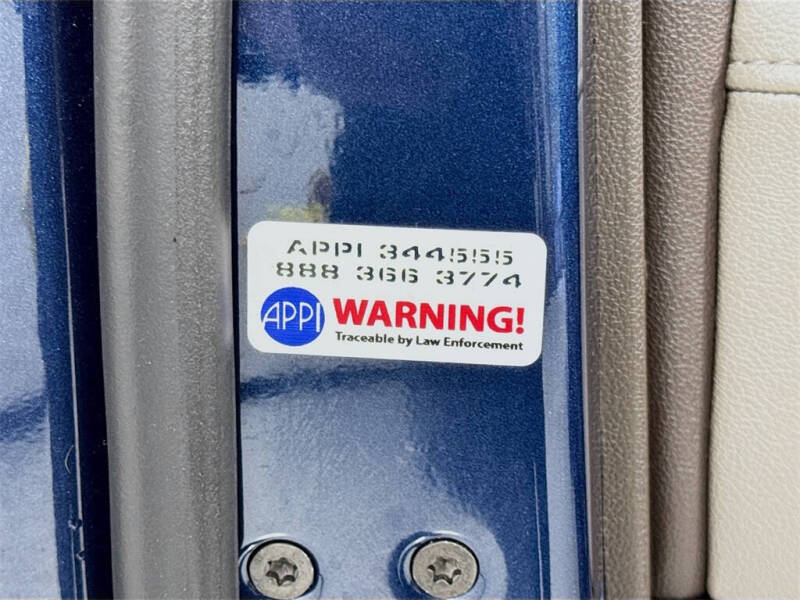 APPI 344555
888 366 3774
APPI WARNING!
Traceable by Law Enforcement